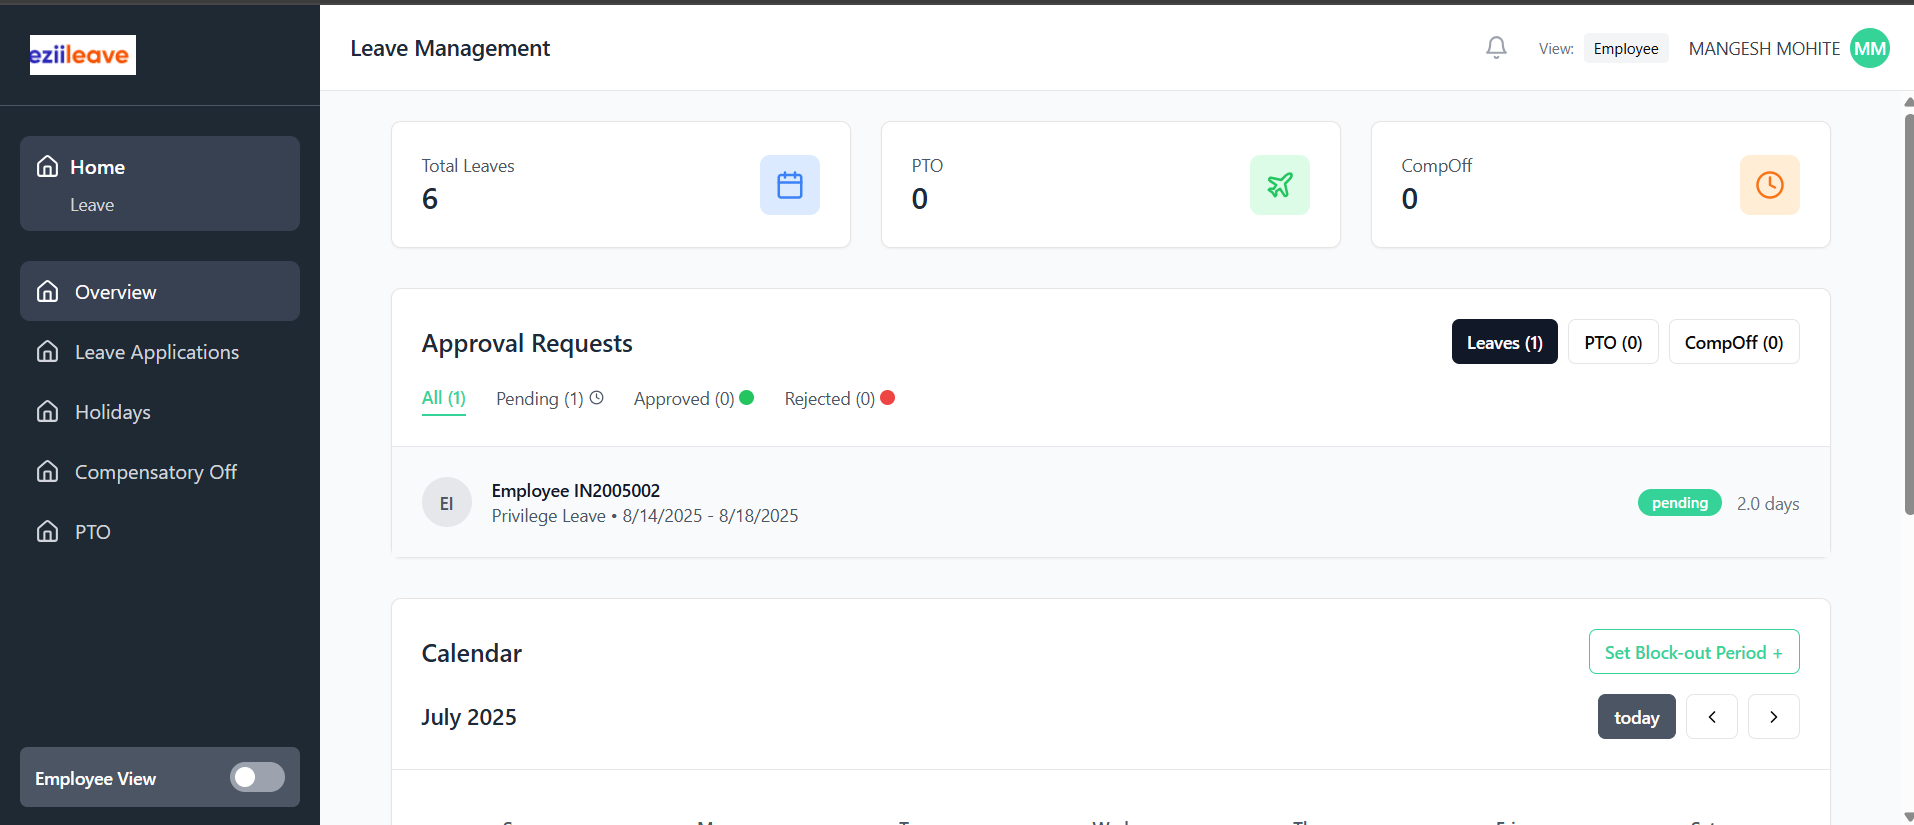 eziileave
Leave Management
View: Employee MANGESH MOHITE MM
Home
Leave
Overview
Leave Applications
Holidays
Compensatory Off
PTO
Employee View
Total Leaves
6
PTO
0
CompOff
0
Approval Requests
Leaves (1) PTO (0) CompOff (0)
All (1) Pending (1) Approved (0) Rejected (0)
EI
Employee IN2005002
Privilege Leave • 8/14/2025 - 8/18/2025
pending 2.0 days
Calendar
Set Block-out Period +
July 2025
today